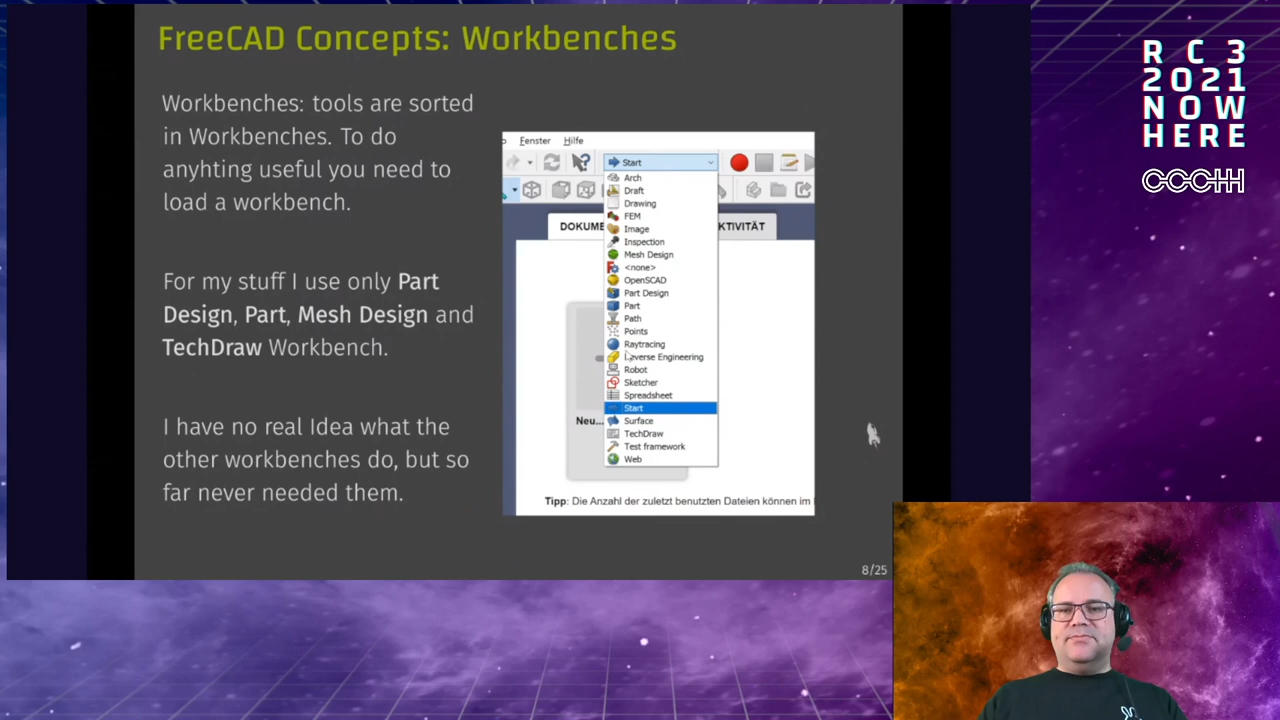 FreeCAD Concepts: Workbenches
Workbenches: tools are sorted
in Workbenches. To do
anyhting useful you need to
load a workbench.
For my stuff I use only Part
Design, Part, Mesh Design and
TechDraw Workbench.
I have no real Idea what the
other workbenches do, but so
far never needed them.
Fenster Hilfe
Start
Arch
Draft
Drawing
FEM
Image
Inspection
Mesh Design
<none>
OpenSCAD
Part Design
Part
Path
Points
Raytracing
Reverse Engineering
Robot
Sketcher
Spreadsheet
Start
Surface
TechDraw
Test framework
Web
DOKUME
KTIVITÄT
Neu...
Tipp: Die Anzahl der zuletzt benutzten Dateien können im
8/25
RC3
2021
NOW
HERE
CCCHH